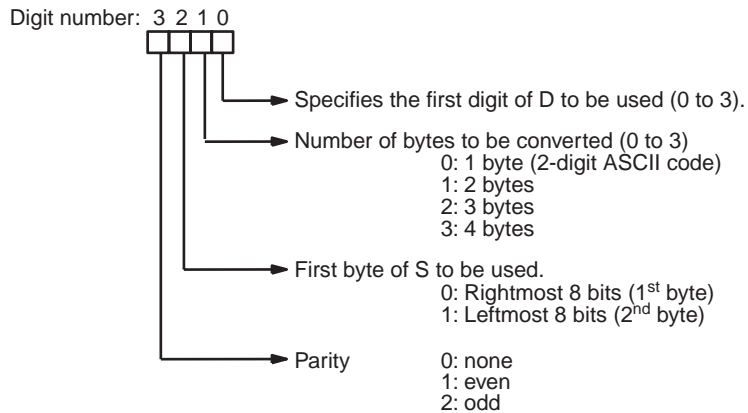 Digit number: 3 2 1 0
Specifies the first digit of D to be used (0 to 3).
Number of bytes to be converted (0 to 3)
0: 1 byte (2-digit ASCII code)
1: 2 bytes
2: 3 bytes
3: 4 bytes
First byte of S to be used.
0: Rightmost 8 bits (1st byte)
1: Leftmost 8 bits (2nd byte)
Parity 0: none
1: even
2: odd